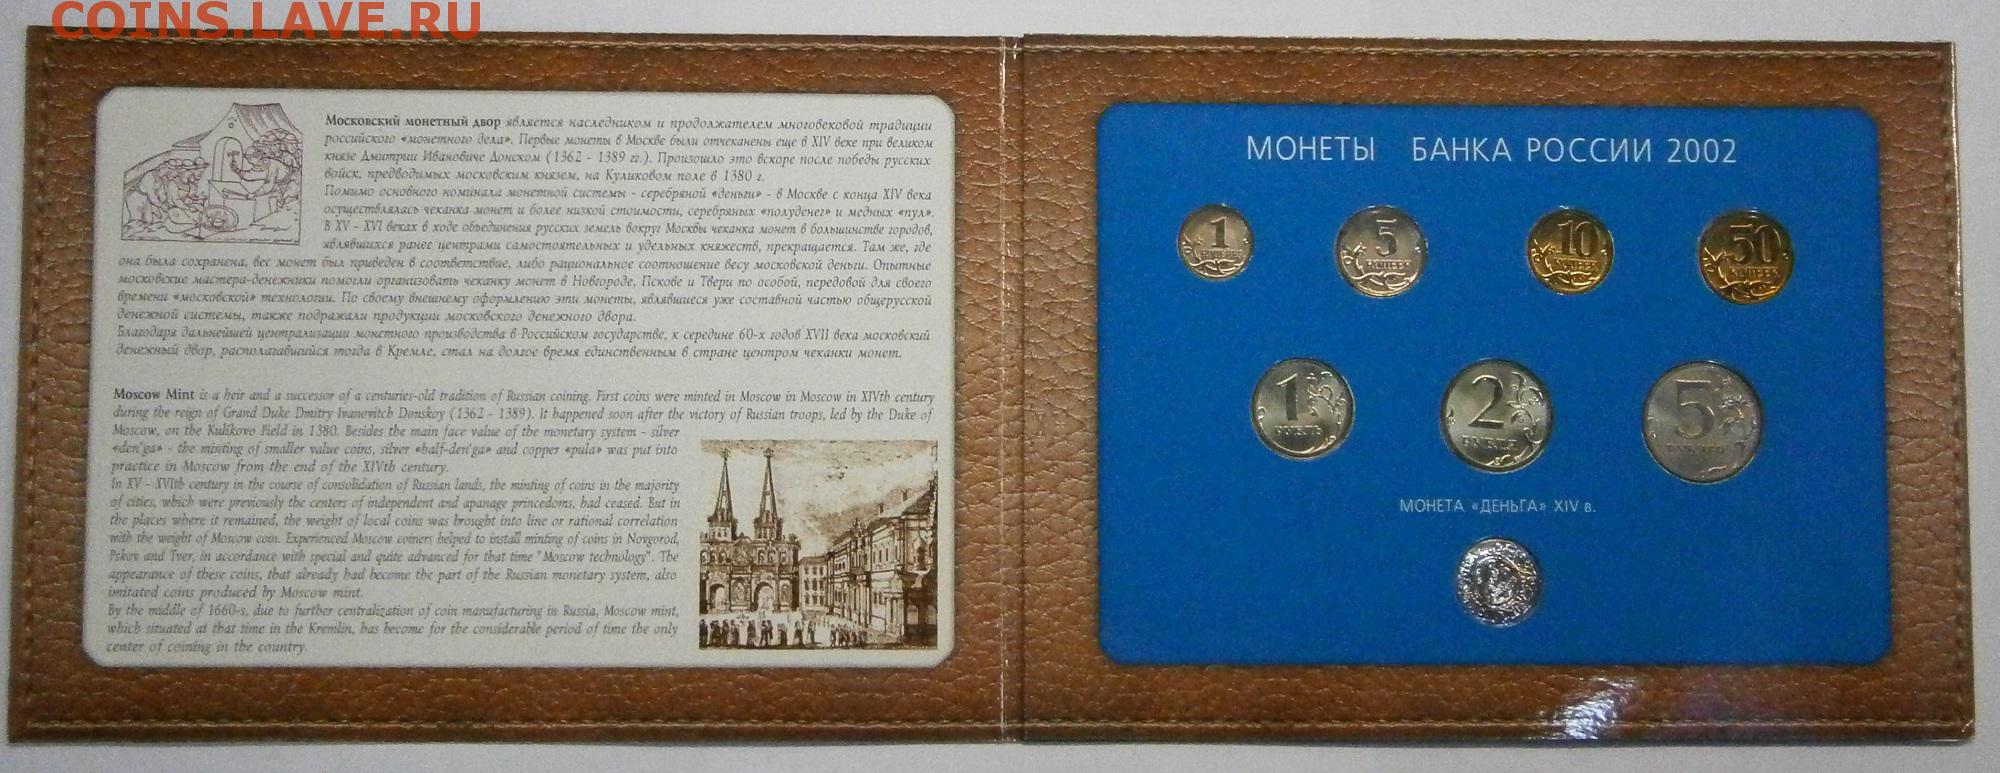 COINS.LAVE.RU
Московский монетный двор является наследником и продолжателем многовековой традиции
российского «монетного дела». Первые монеты в Москве были отчеканены еще в XIV веке при великом
князе Дмитрии Ивановиче Донском (1362 - 1389 гг.). Произошло это вскоре после победы русских
войск, предводимых московским князем, на Куликовом поле в 1380 г.
Помимо основного номинала монетной системы - серебряной «деньги» - в Москве с конца XIV века
осуществлялась чеканка монет и более низкой стоимости, серебряных «полуденег» и медных «пул».
В XV - XVI веках в ходе объединения русских земель вокруг Москвы чеканка монет в большинстве городов,
являвшихся ранее центрами самостоятельных и удельных княжеств, прекращается. Там же, где
она была сохранена, вес монет был приведен в соответствие, либо рациональное соотношение весу московской деньги. Опытные
московские мастера-денежники помогли организовать чеканку монет в Новгороде, Пскове и Твери по особой, передовой для своего
времени «московской» технологии. По своему внешнему оформлению эти монеты, являвшиеся уже составной частью общерусской
денежной системы, также подражали продукции московского денежного двора.
Благодаря дальнейшей централизации монетного производства в Российском государстве, к середине 60-х годов XVII века московский
денежный двор, располагавшийся тогда в Кремле, стал на долгое время единственным в стране центром чеканки монет.
Moscow Mint is a heir and a successor of a centuries-old tradition of Russian coining. First coins were minted in Moscow in Moscow in XIVth century
during the reign of Grand Duke Dmitry Ivanovitch Donskoy (1362 - 1389). It happened soon after the victory of Russian troops, led by the Duke of
Moscow, on the Kulikovo Field in 1380. Besides the main face value of the monetary system - silver
«den'ga» - the minting of smaller value coins, silver «half-den'ga» and copper «pula» was put into
practice in Moscow from the end of the XIVth century.
In XV - XVIth century in the course of consolidation of Russian lands, the minting of coins in the majority
of cities, which were previously the centers of independent and apanage princedoms, had ceased. But in
the places where it remained, the weight of local coins was brought into line or rational correlation
with the weight of Moscow coin. Experienced Moscow coiners helped to install minting of coins in Novgorod,
Pskov and Tver, in accordance with special and quite advanced for that time "Moscow technology". The
appearance of these coins, that already had become the part of the Russian monetary system, also
imitated coins produced by Moscow mint.
By the middle of 1660-s, due to further centralization of coin manufacturing in Russia, Moscow mint,
which situated at that time in the Kremlin, has become for the considerable period of time the only
center of coining in the country.
МОНЕТЫ БАНКА РОССИИ 2002
1
КОПЕЙКА
5
КОПЕЕК
10
КОПЕЕК
50
КОПЕЕК
1
РУБЛЬ
2
РУБЛЯ
5
РУБЛЕЙ
МОНЕТА «ДЕНЬГА» XIV в.